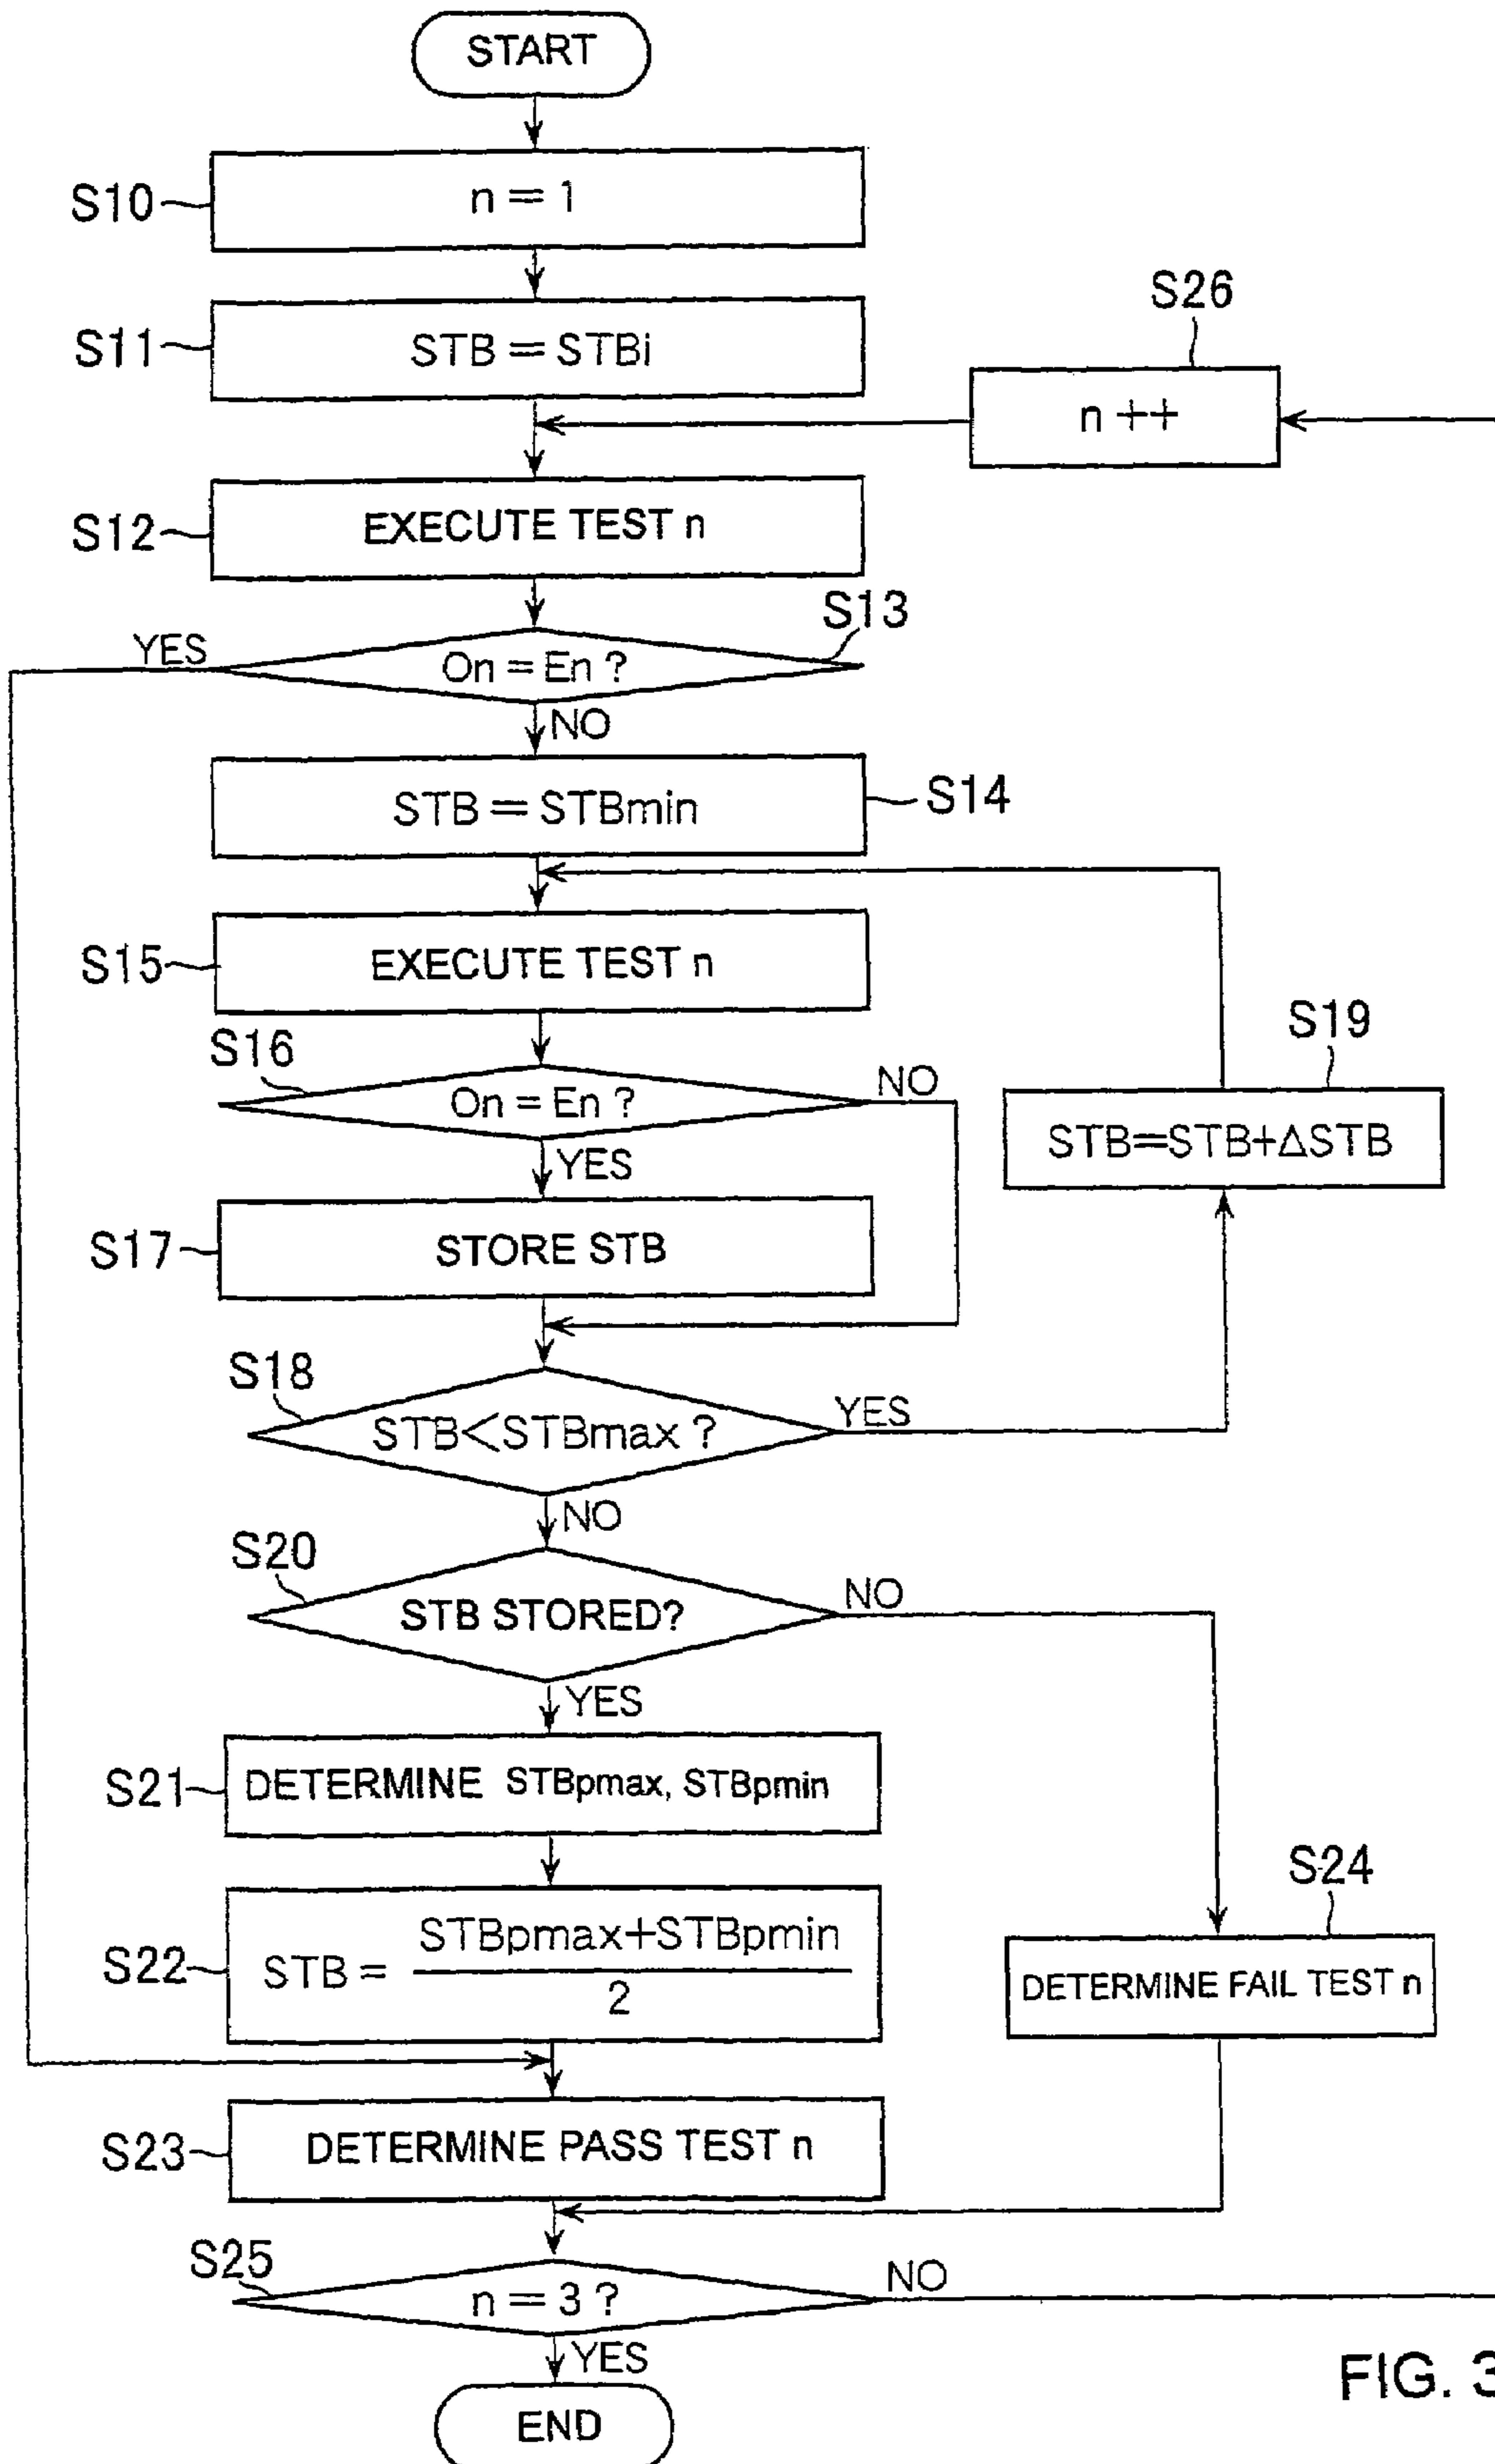 START
S10
n = 1
S26
S11
STB = STBi
n ++
S12
EXECUTE TEST n
S13
YES
On = En ?
NO
STB = STBmin
S14
S15
EXECUTE TEST n
S19
S16
NO
On = En ?
STB=STB+ΔSTB
YES
S17
STORE STB
S18
STB<STBmax ?
YES
NO
S20
NO
STB STORED?
YES
S21
DETERMINE STBpmax, STBpmin
S24
S22
STB = STBpmax+STBpmin
2
DETERMINE FAIL TEST n
S23
DETERMINE PASS TEST n
S25
NO
n = 3 ?
YES
FIG. 3
END